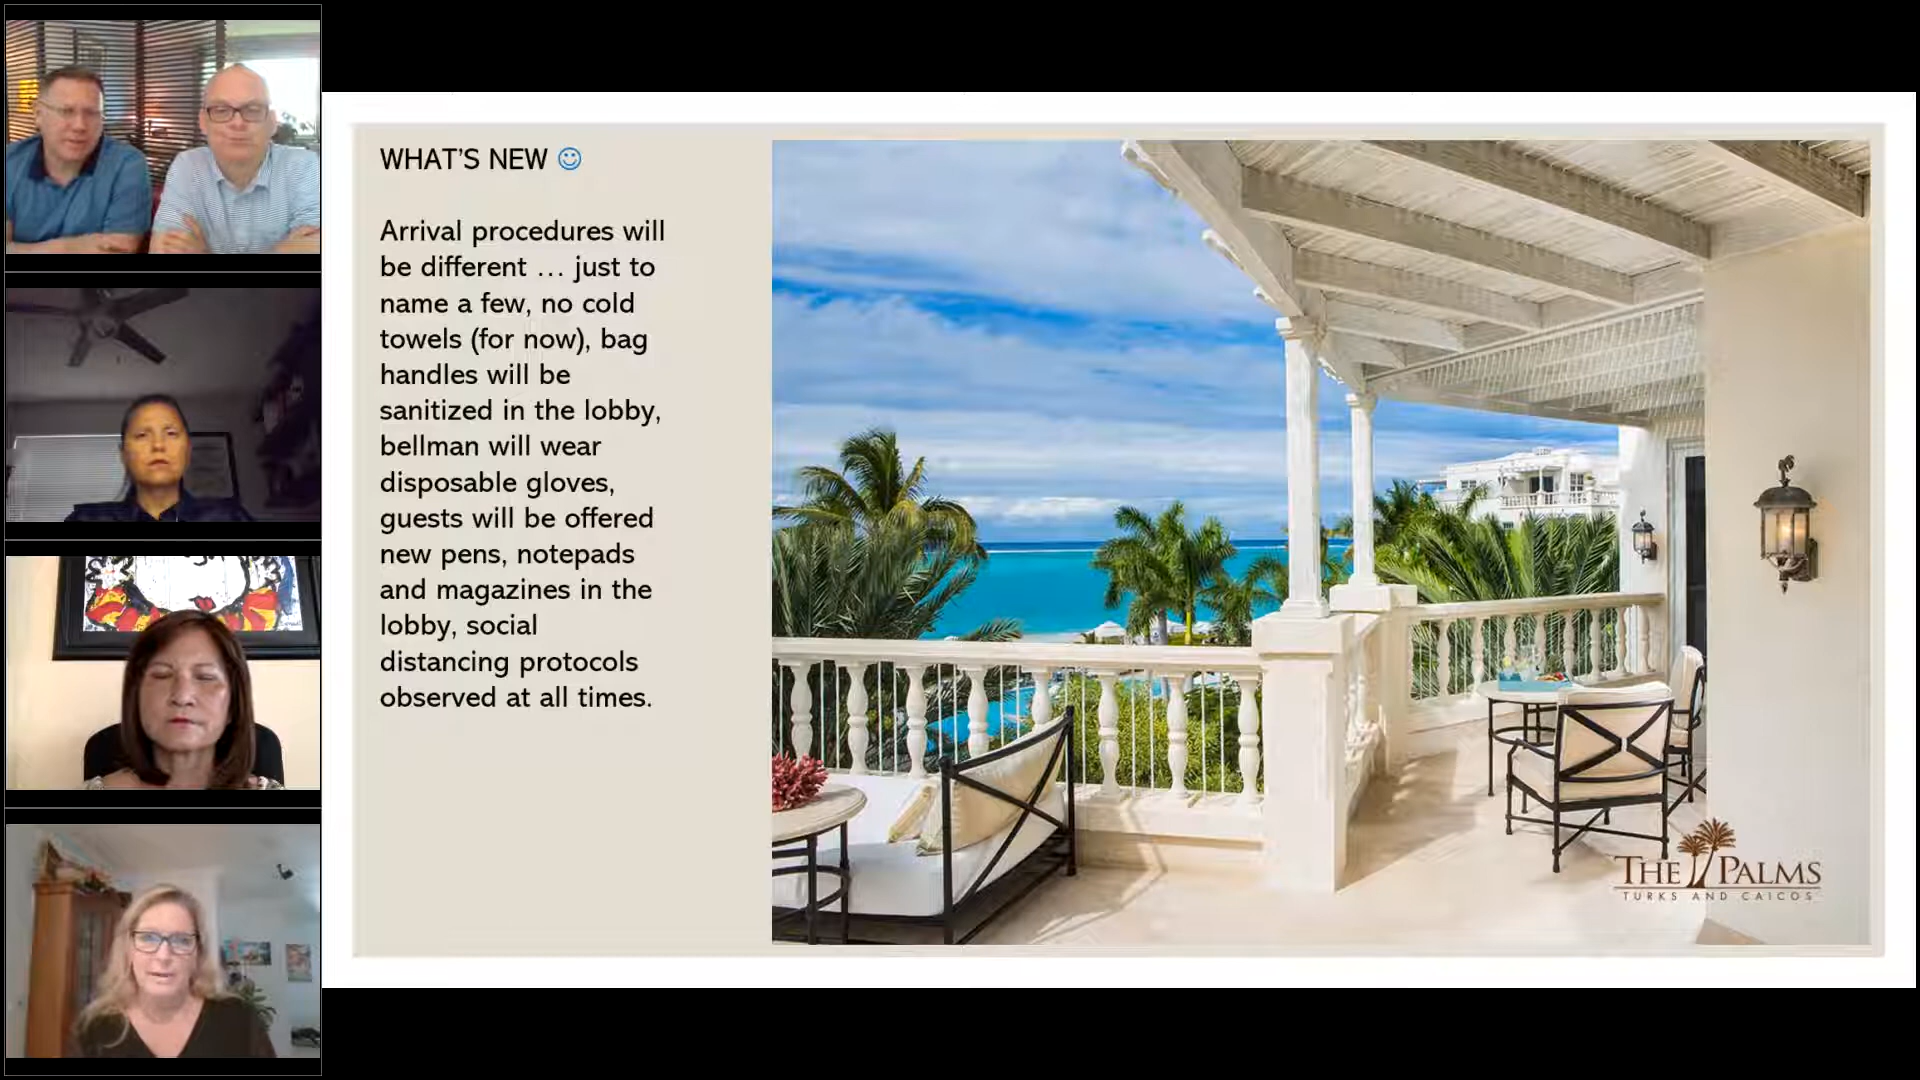 WHAT'S NEW ☺
Arrival procedures will
be different … just to
name a few, no cold
towels (for now), bag
handles will be
sanitized in the lobby,
bellman will wear
disposable gloves,
guests will be offered
new pens, notepads
and magazines in the
lobby, social
distancing protocols
observed at all times.
THE PALMS
TURKS AND CAICOS